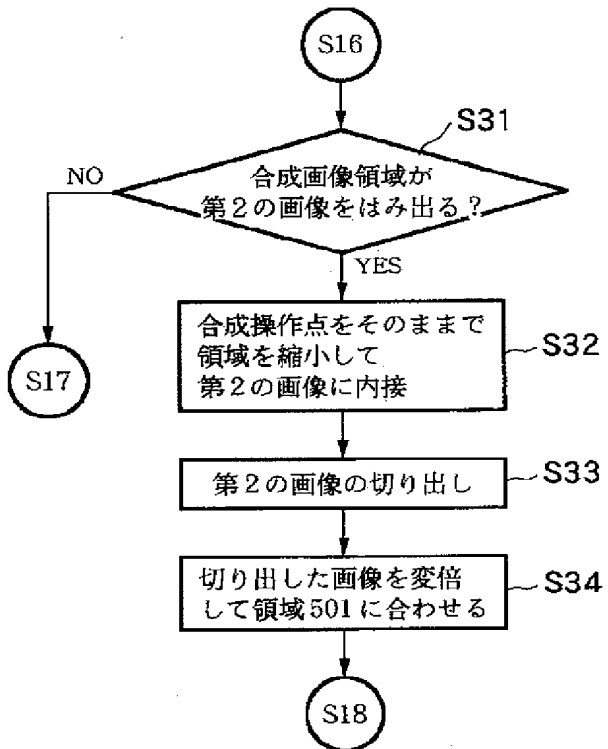 S16
S31
NO
合成画像領域が
第2の画像をはみ出る?
YES
合成操作点をそのままで
領域を縮小して
第2の画像に内接
S32
S17
第2の画像の切り出し
S33
切り出した画像を変倍
して領域501に合わせる
S34
S18